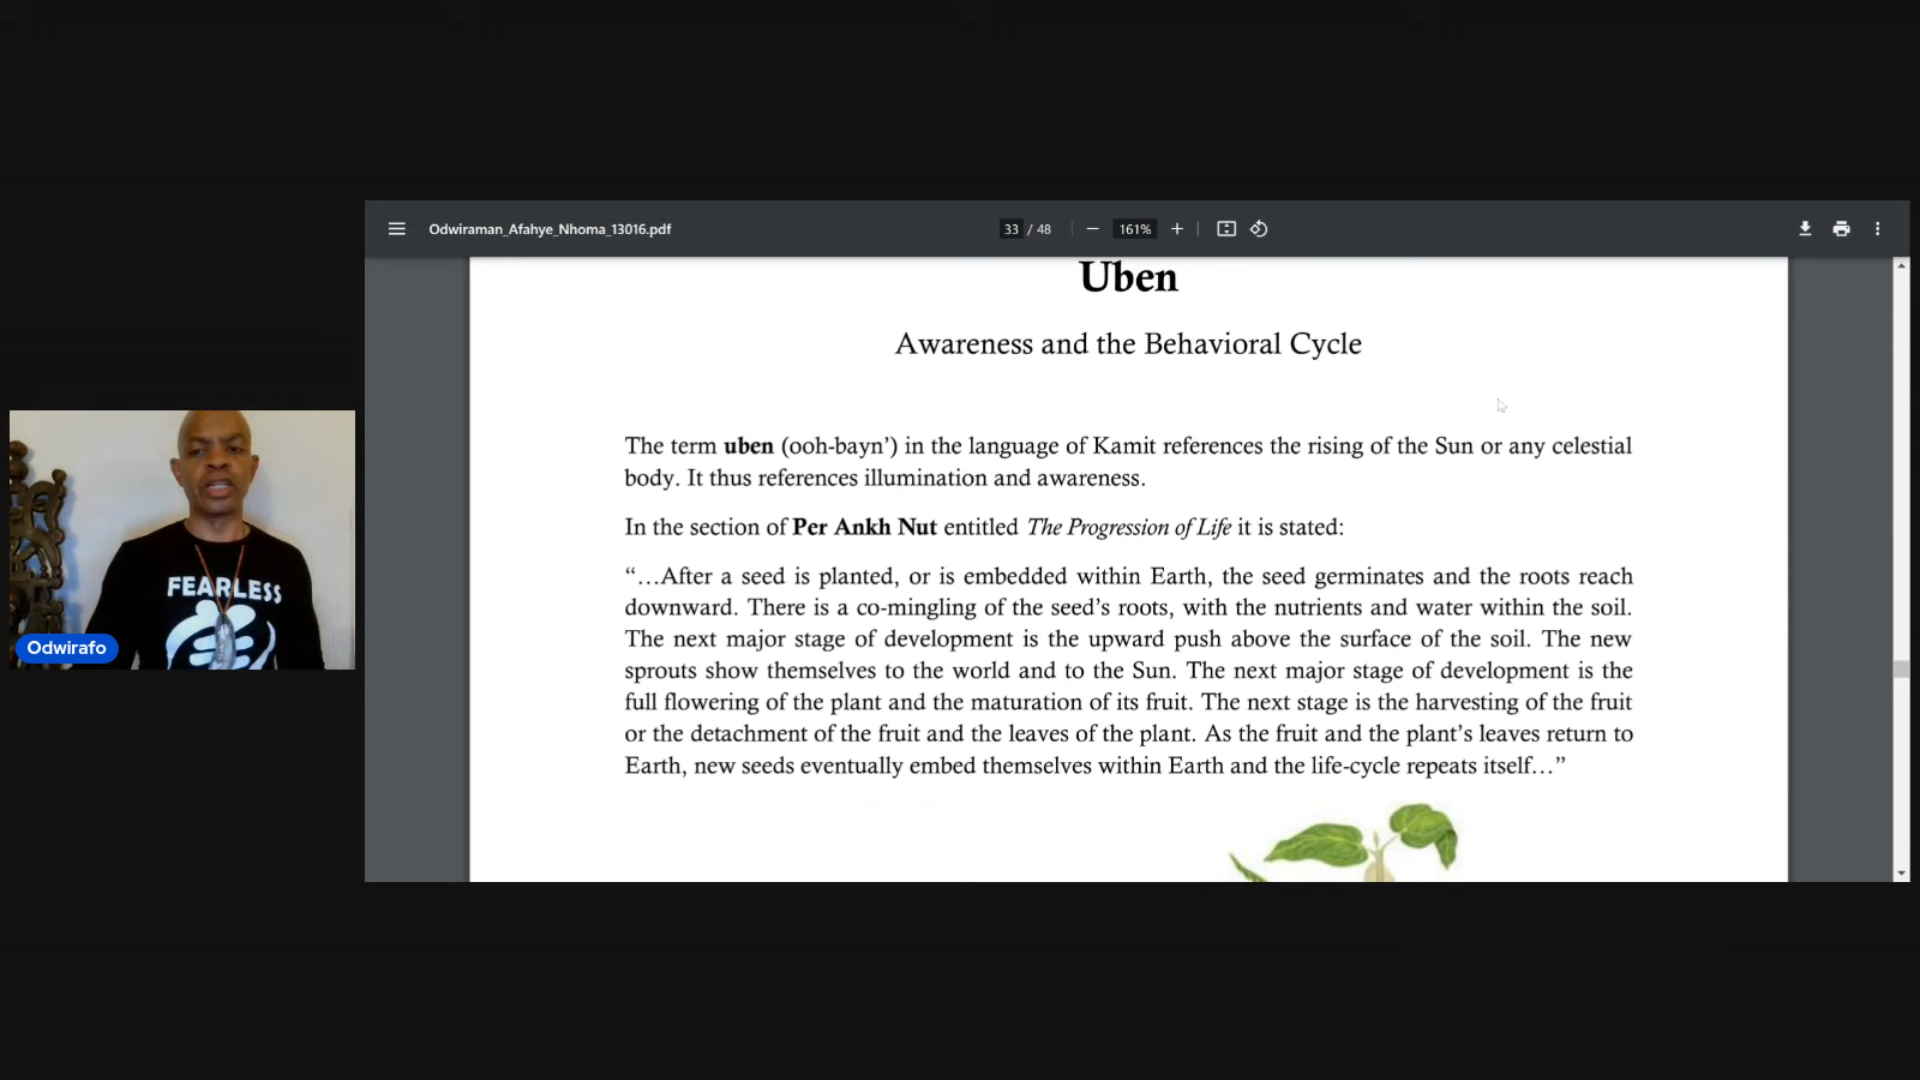 Odwiraman_Afahye_Nhoma_13016.pdf
33 / 48
161%
Uben
Awareness and the Behavioral Cycle
The term uben (ooh-bayn’) in the language of Kamit references the rising of the Sun or any celestial
body. It thus references illumination and awareness.
In the section of Per Ankh Nut entitled The Progression of Life it is stated:
“…After a seed is planted, or is embedded within Earth, the seed germinates and the roots reach
downward. There is a co-mingling of the seed’s roots, with the nutrients and water within the soil.
The next major stage of development is the upward push above the surface of the soil. The new
sprouts show themselves to the world and to the Sun. The next major stage of development is the
full flowering of the plant and the maturation of its fruit. The next stage is the harvesting of the fruit
or the detachment of the fruit and the leaves of the plant. As the fruit and the plant’s leaves return to
Earth, new seeds eventually embed themselves within Earth and the life-cycle repeats itself…”
FEARLESS
Odwirafo